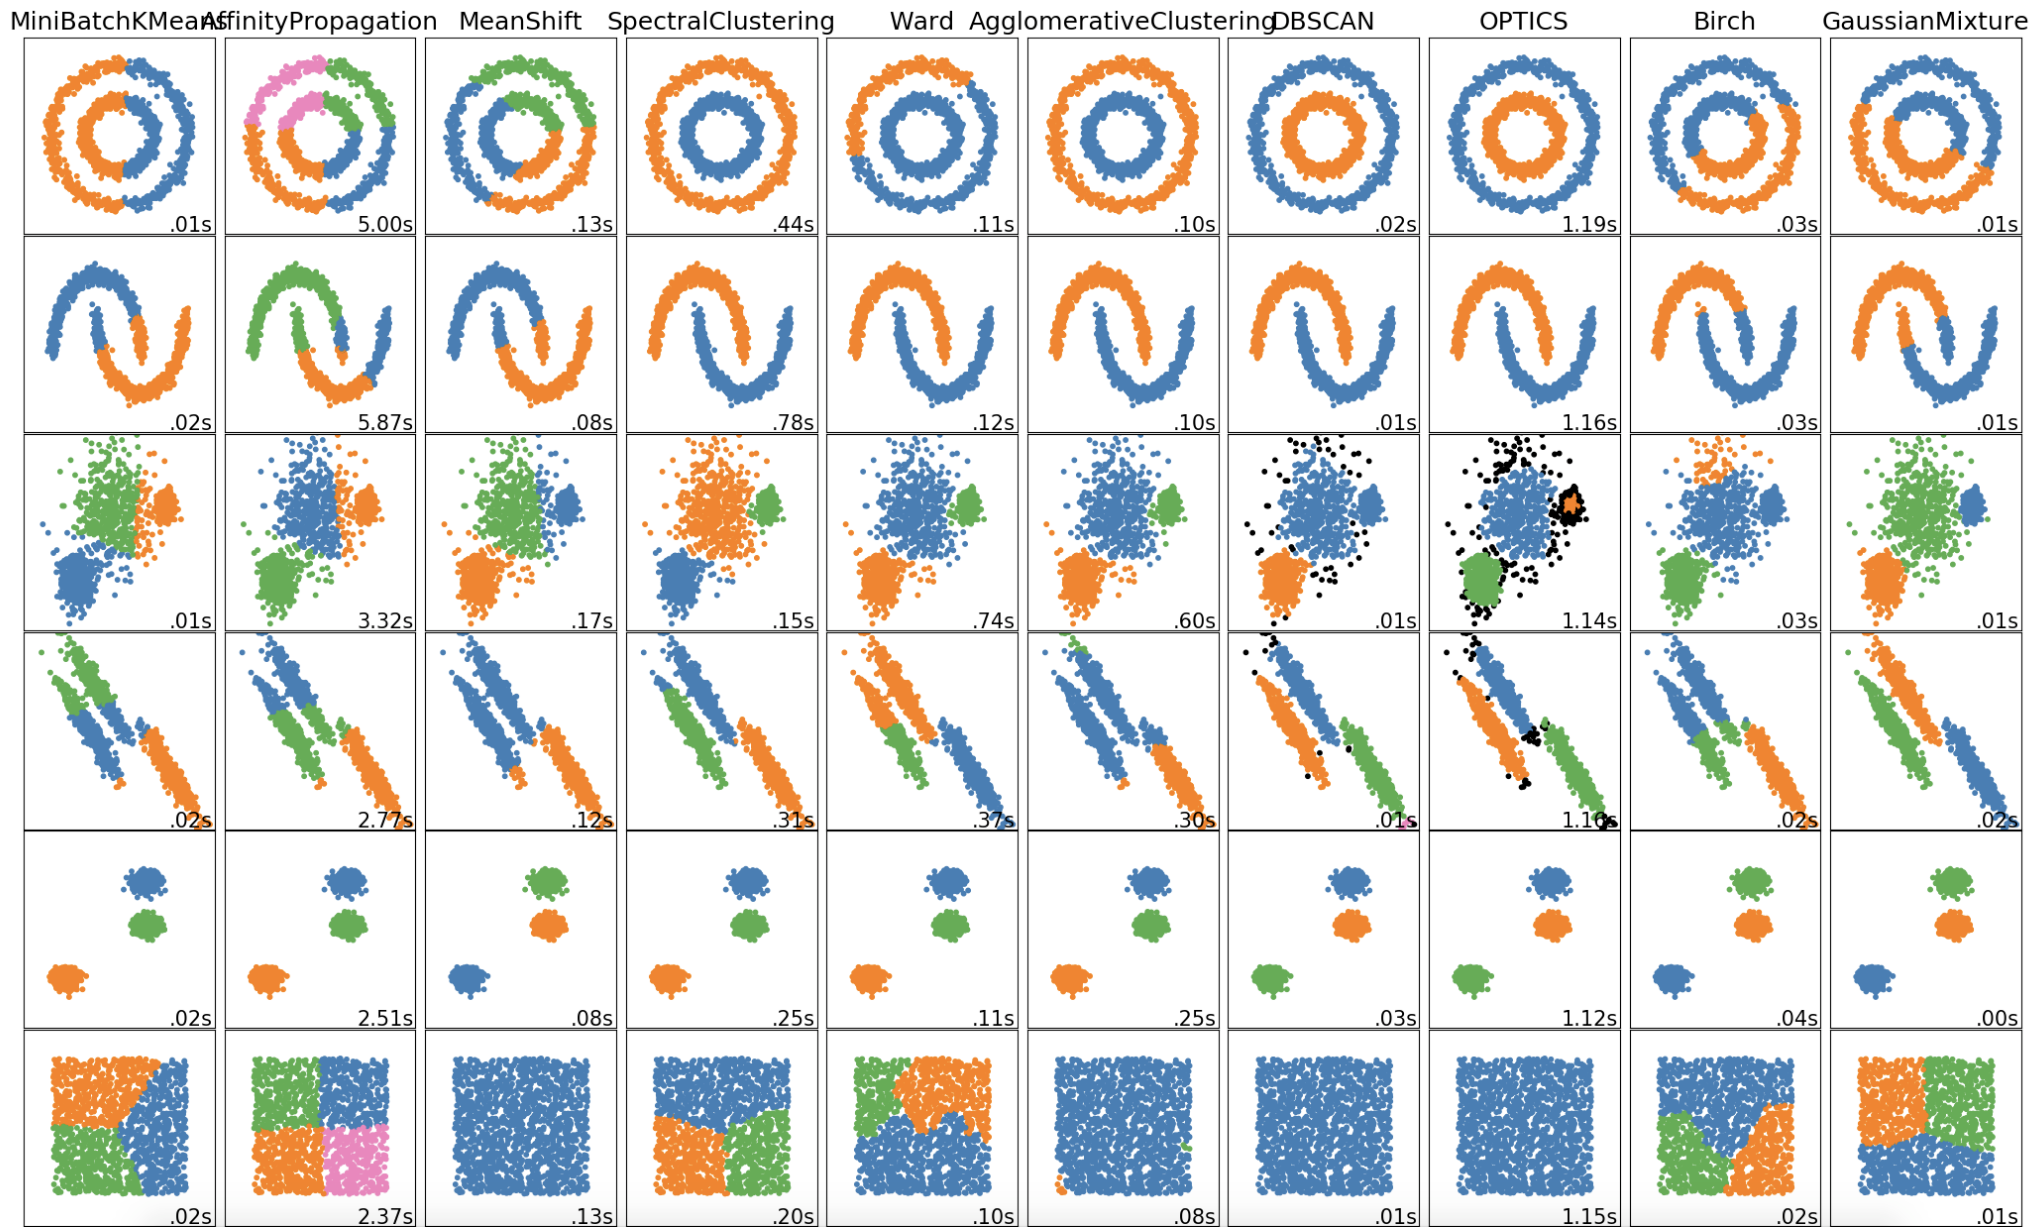 MiniBatchKMeans AffinityPropagation MeanShift SpectralClustering Ward AgglomerativeClustering DBSCAN OPTICS Birch GaussianMixture
.01s 5.00s .13s .44s .11s .10s .02s 1.19s .03s .01s
.02s 5.87s .08s .78s .12s .10s .01s 1.16s .03s .01s
.01s 3.32s .17s .15s .74s .60s .01s 1.14s .03s .01s
.02s 2.77s .12s .31s .37s .30s .01s 1.16s .02s .02s
.02s 2.51s .08s .25s .11s .25s .03s 1.12s .04s .00s
.02s 2.37s .13s .20s .10s .08s .01s 1.15s .02s .01s